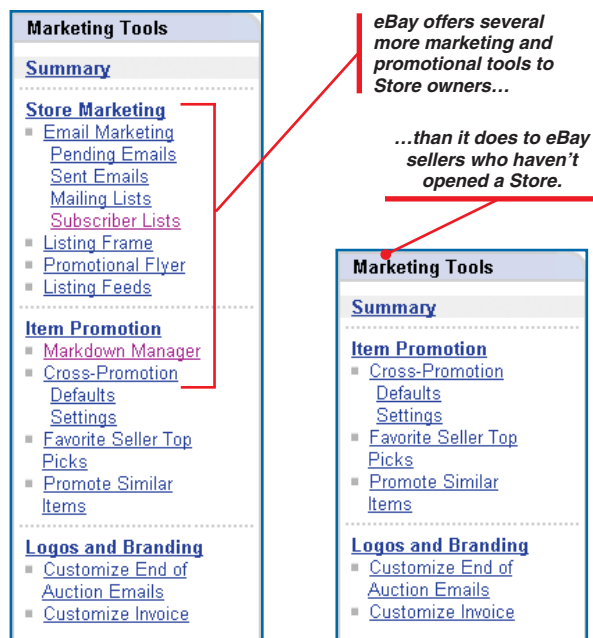 Marketing Tools
Summary
Store Marketing
Email Marketing
Pending Emails
Sent Emails
Mailing Lists
Subscriber Lists
Listing Frame
Promotional Flyer
Listing Feeds
Item Promotion
Markdown Manager
Cross-Promotion
Defaults
Settings
Favorite Seller Top
Picks
Promote Similar
Items
Logos and Branding
Customize End of
Auction Emails
Customize Invoice
eBay offers several
more marketing and
promotional tools to
Store owners…
…than it does to eBay
sellers who haven’t
opened a Store.
Marketing Tools
Summary
Item Promotion
Cross-Promotion
Defaults
Settings
Favorite Seller Top
Picks
Promote Similar
Items
Logos and Branding
Customize End of
Auction Emails
Customize Invoice